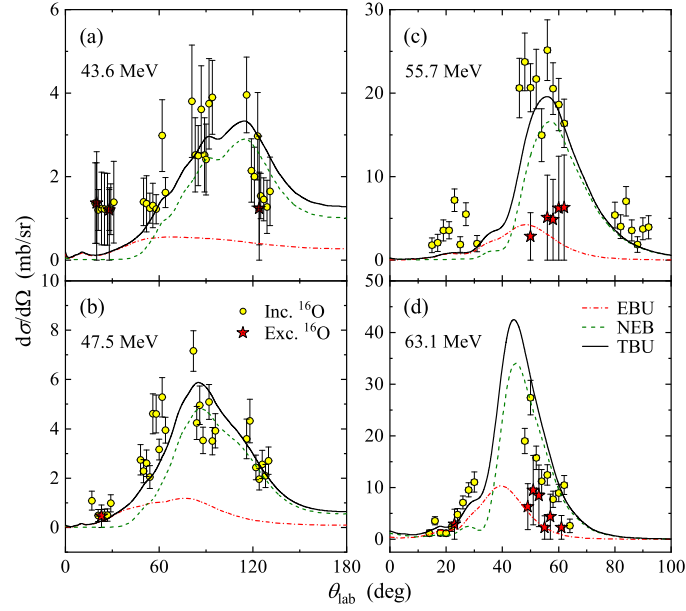 (a)
43.6 MeV
6
4
2
0
(c)
55.7 MeV
30
20
10
0
dσ/dΩ (mb/sr)
(b)
47.5 MeV
Inc. ¹⁶O
Exc. ¹⁶O
10
8
6
4
2
0
0 60 120 180
(d)
63.1 MeV
EBU
NEB
TBU
50
40
30
20
10
0
0 20 40 60 80 100
θlab (deg)